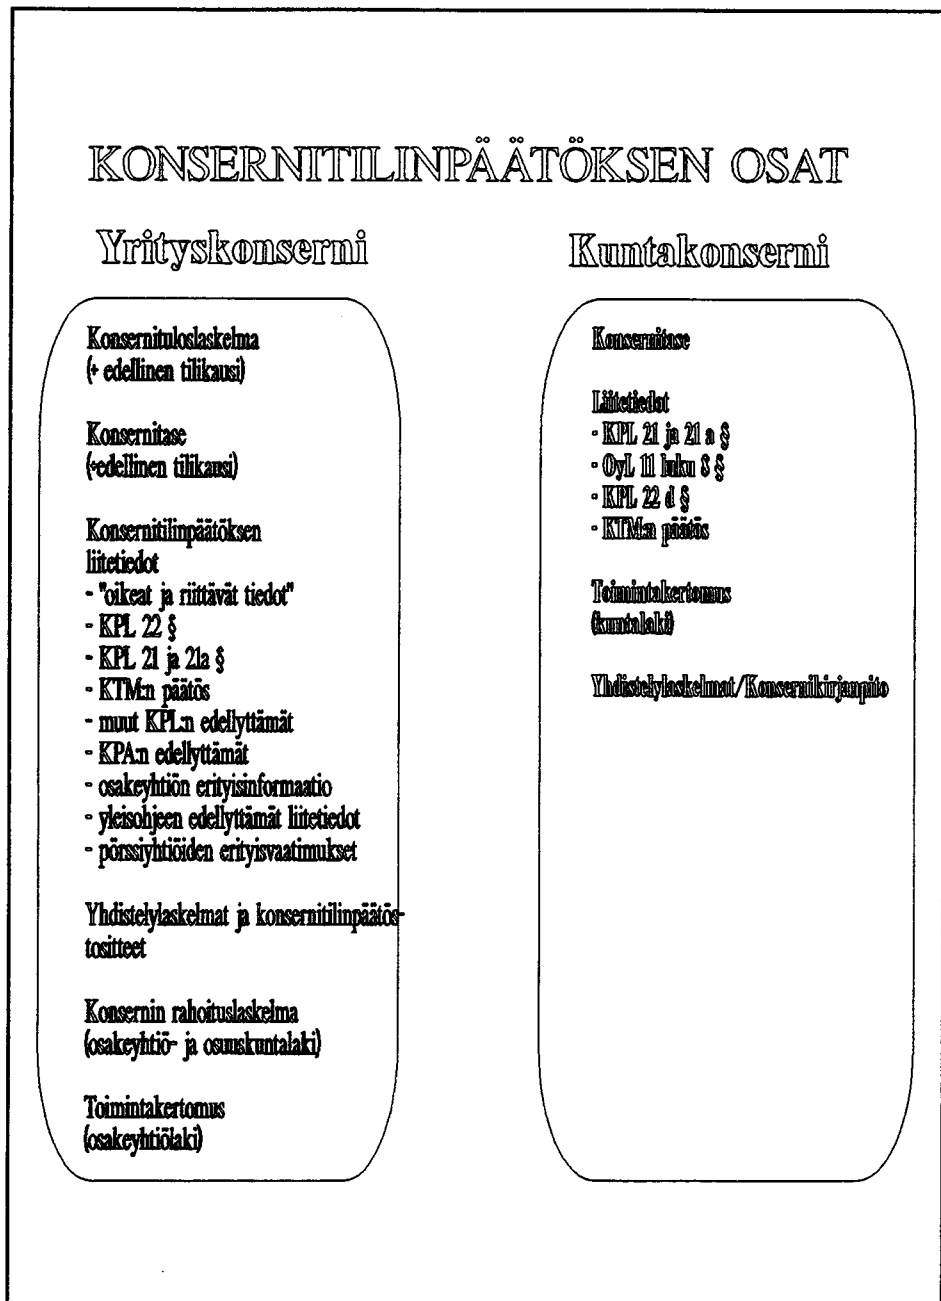 KONSERNITILINPÄÄTÖKSEN OSAT
Yrityskonserni
Konsernituloslaskelma
(+ edellinen tilikausi)
Konsernitase
(+edellinen tilikausi)
Konsernitilinpäätöksen
liitetiedot
- "oikeat ja riittävät tiedot"
- KPL 22 §
- KPL 21 ja 21a §
- KTM:n päätös
- muut KPL:n edellyttämät
- KPA:n edellyttämät
- osakeyhtiön erityisinformaatio
- yleisohjeen edellyttämät liitetiedot
- pörssiyhtiöiden erityisvaatimukset
Yhdistelylaskelmat ja konsernitilinpäätös-
tositteet
Konsernin rahoituslaskelma
(osakeyhtiö- ja osuuskuntalaki)
Toimintakertomus
(osakeyhtiölaki)
Kuntakonserni
Konsernitase
Liitetiedot
- KPL 21 ja 21 a §
- OyL 11 luku 8 §
- KPL 22 d §
- KTM:n päätös
Toimintakertomus
(kuntalaki)
Yhdistelylaskelmat/Konsernikirjanpito